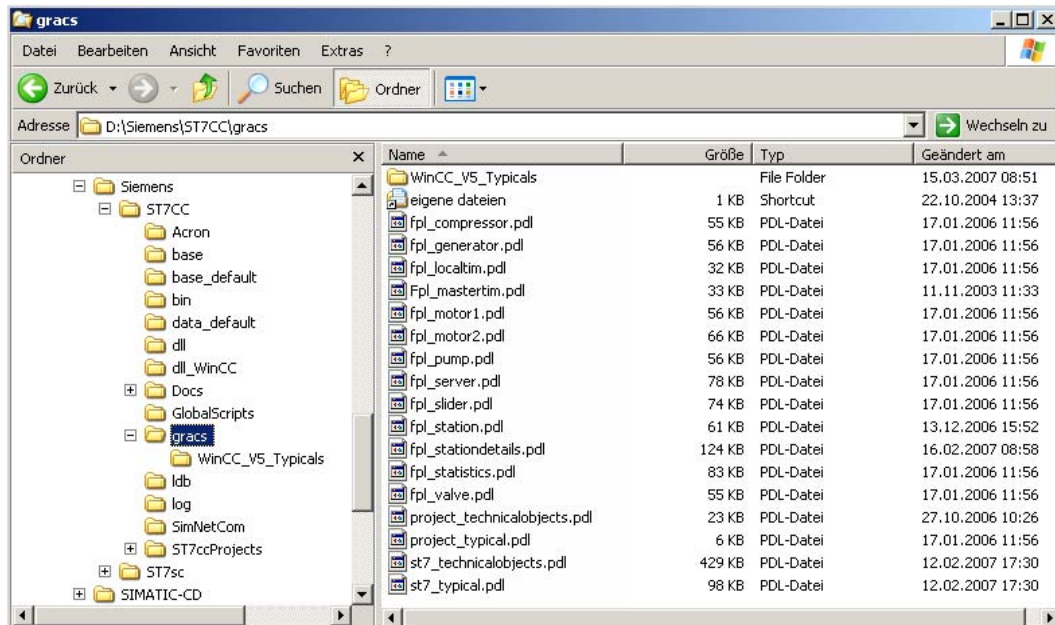 gracs
Datei Bearbeiten Ansicht Favoriten Extras ?
Zurück Suchen Ordner
Adresse D:\Siemens\ST7CC\gracs Wechseln zu
Ordner x
Siemens
ST7CC
Acron
base
base_default
bin
data_default
dll
dll_WinCC
Docs
GlobalScripts
gracs
WinCC_V5_Typicals
ldb
log
SimNetCom
ST7ccProjects
ST7sc
SIMATIC-CD
Name Größe Typ Geändert am
WinCC_V5_Typicals File Folder 15.03.2007 08:51
eigene dateien 1 KB Shortcut 22.10.2004 13:37
fpl_compressor.pdl 55 KB PDL-Datei 17.01.2006 11:56
fpl_generator.pdl 56 KB PDL-Datei 17.01.2006 11:56
fpl_localtim.pdl 32 KB PDL-Datei 17.01.2006 11:56
Fpl_mastertim.pdl 33 KB PDL-Datei 11.11.2003 11:33
fpl_motor1.pdl 56 KB PDL-Datei 17.01.2006 11:56
fpl_motor2.pdl 66 KB PDL-Datei 17.01.2006 11:56
fpl_pump.pdl 56 KB PDL-Datei 17.01.2006 11:56
fpl_server.pdl 78 KB PDL-Datei 17.01.2006 11:56
fpl_slider.pdl 74 KB PDL-Datei 17.01.2006 11:56
fpl_station.pdl 61 KB PDL-Datei 13.12.2006 15:52
fpl_stationdetails.pdl 124 KB PDL-Datei 16.02.2007 08:58
fpl_statistics.pdl 83 KB PDL-Datei 17.01.2006 11:56
fpl_valve.pdl 55 KB PDL-Datei 17.01.2006 11:56
project_technicalobjects.pdl 23 KB PDL-Datei 27.10.2006 10:26
project_typical.pdl 6 KB PDL-Datei 17.01.2006 11:56
st7_technicalobjects.pdl 429 KB PDL-Datei 12.02.2007 17:30
st7_typical.pdl 98 KB PDL-Datei 12.02.2007 17:30